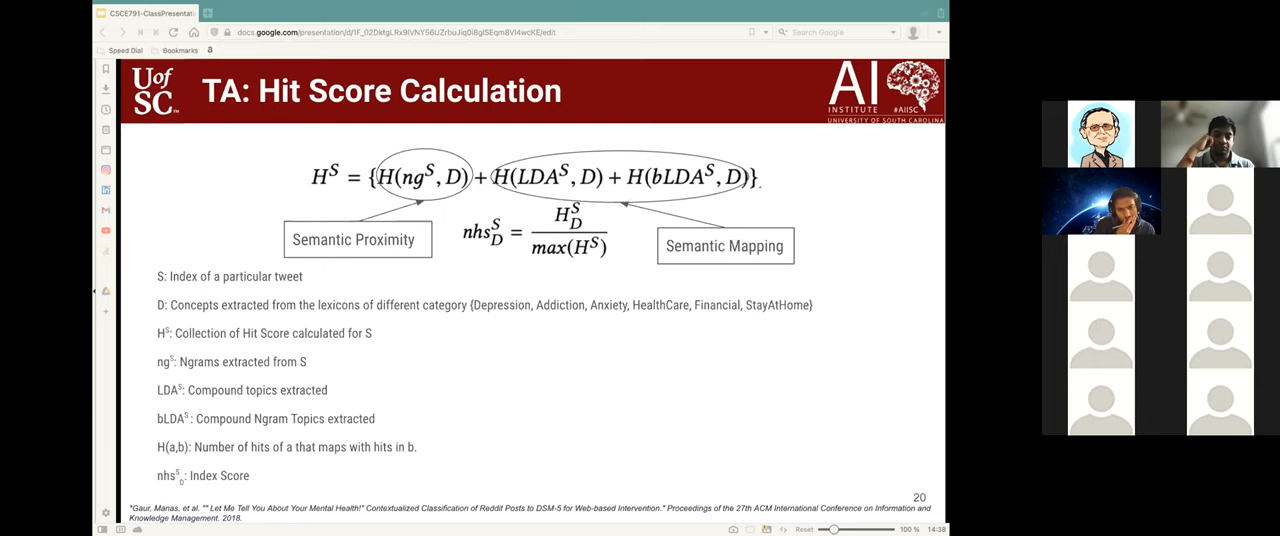 CSCE791-ClassPresentati
docs.google.com/presentation/d/1F_02DktgLRx9IVNY56UZrbuJiq0i8glSEqm8Vl4wcKE/edit
Search Google
Speed Dial Bookmarks
UofSC
TA: Hit Score Calculation
AI
INSTITUTE #AIISC
UNIVERSITY OF SOUTH CAROLINA
H^S = {H(ng^S, D) + H(LDA^S, D) + H(bLDA^S, D)}.
Semantic Proximity
nhs_D^S = H_D^S / max(H^S)
Semantic Mapping
S: Index of a particular tweet
D: Concepts extracted from the lexicons of different category {Depression, Addiction, Anxiety, HealthCare, Financial, StayAtHome}
H^S: Collection of Hit Score calculated for S
ng^S: Ngrams extracted from S
LDA^S: Compound topics extracted
bLDA^S: Compound Ngram Topics extracted
H(a,b): Number of hits of a that maps with hits in b.
nhs^S_D: Index Score
20
"Gaur, Manas, et al. "" Let Me Tell You About Your Mental Health!" Contextualized Classification of Reddit Posts to DSM-5 for Web-based Intervention." Proceedings of the 27th ACM International Conference on Information and
Knowledge Management. 2018.
Reset 100 % 14:38